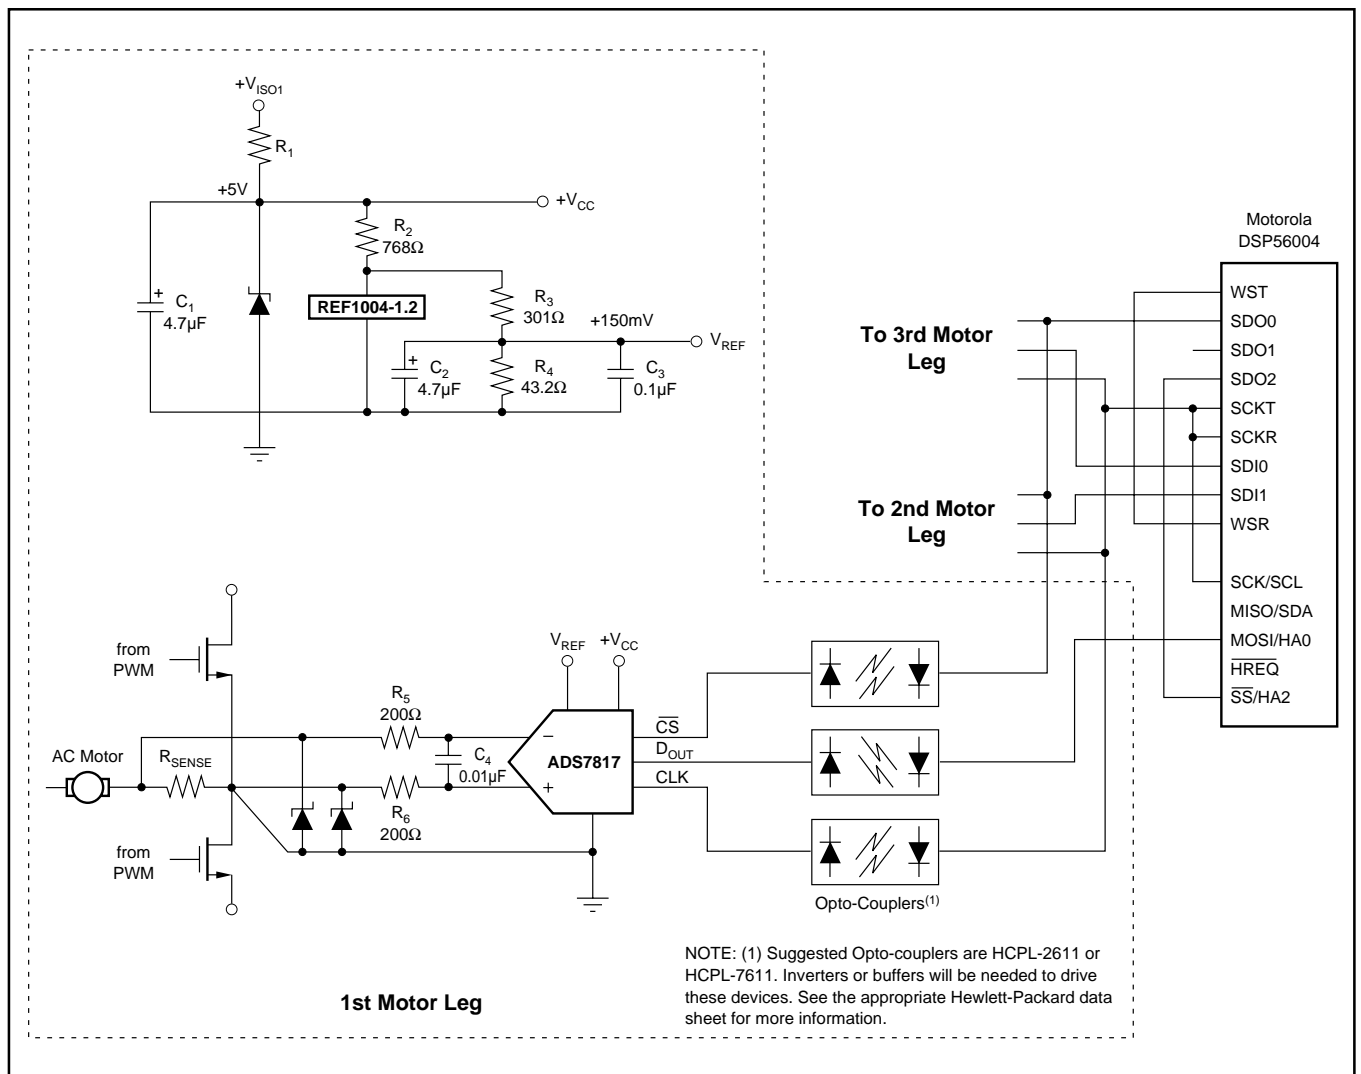 +VISO1
R1
+5V
+VCC
R2
768Ω
REF1004-1.2
+
C1
4.7µF
R3
301Ω
+150mV
VREF
+
C2
4.7µF
R4
43.2Ω
C3
0.1µF
To 3rd Motor
Leg
To 2nd Motor
Leg
Motorola
DSP56004
WST
SDO0
SDO1
SDO2
SCKT
SCKR
SDI0
SDI1
WSR
SCK/SCL
MISO/SDA
MOSI/HA0
HREQ
SS/HA2
from
PWM
AC Motor
RSENSE
from
PWM
R5
200Ω
C4
0.01µF
R6
200Ω
VREF
+VCC
−
+
ADS7817
CS
DOUT
CLK
Opto-Couplers(1)
NOTE: (1) Suggested Opto-couplers are HCPL-2611 or
HCPL-7611. Inverters or buffers will be needed to drive
these devices. See the appropriate Hewlett-Packard data
sheet for more information.
1st Motor Leg